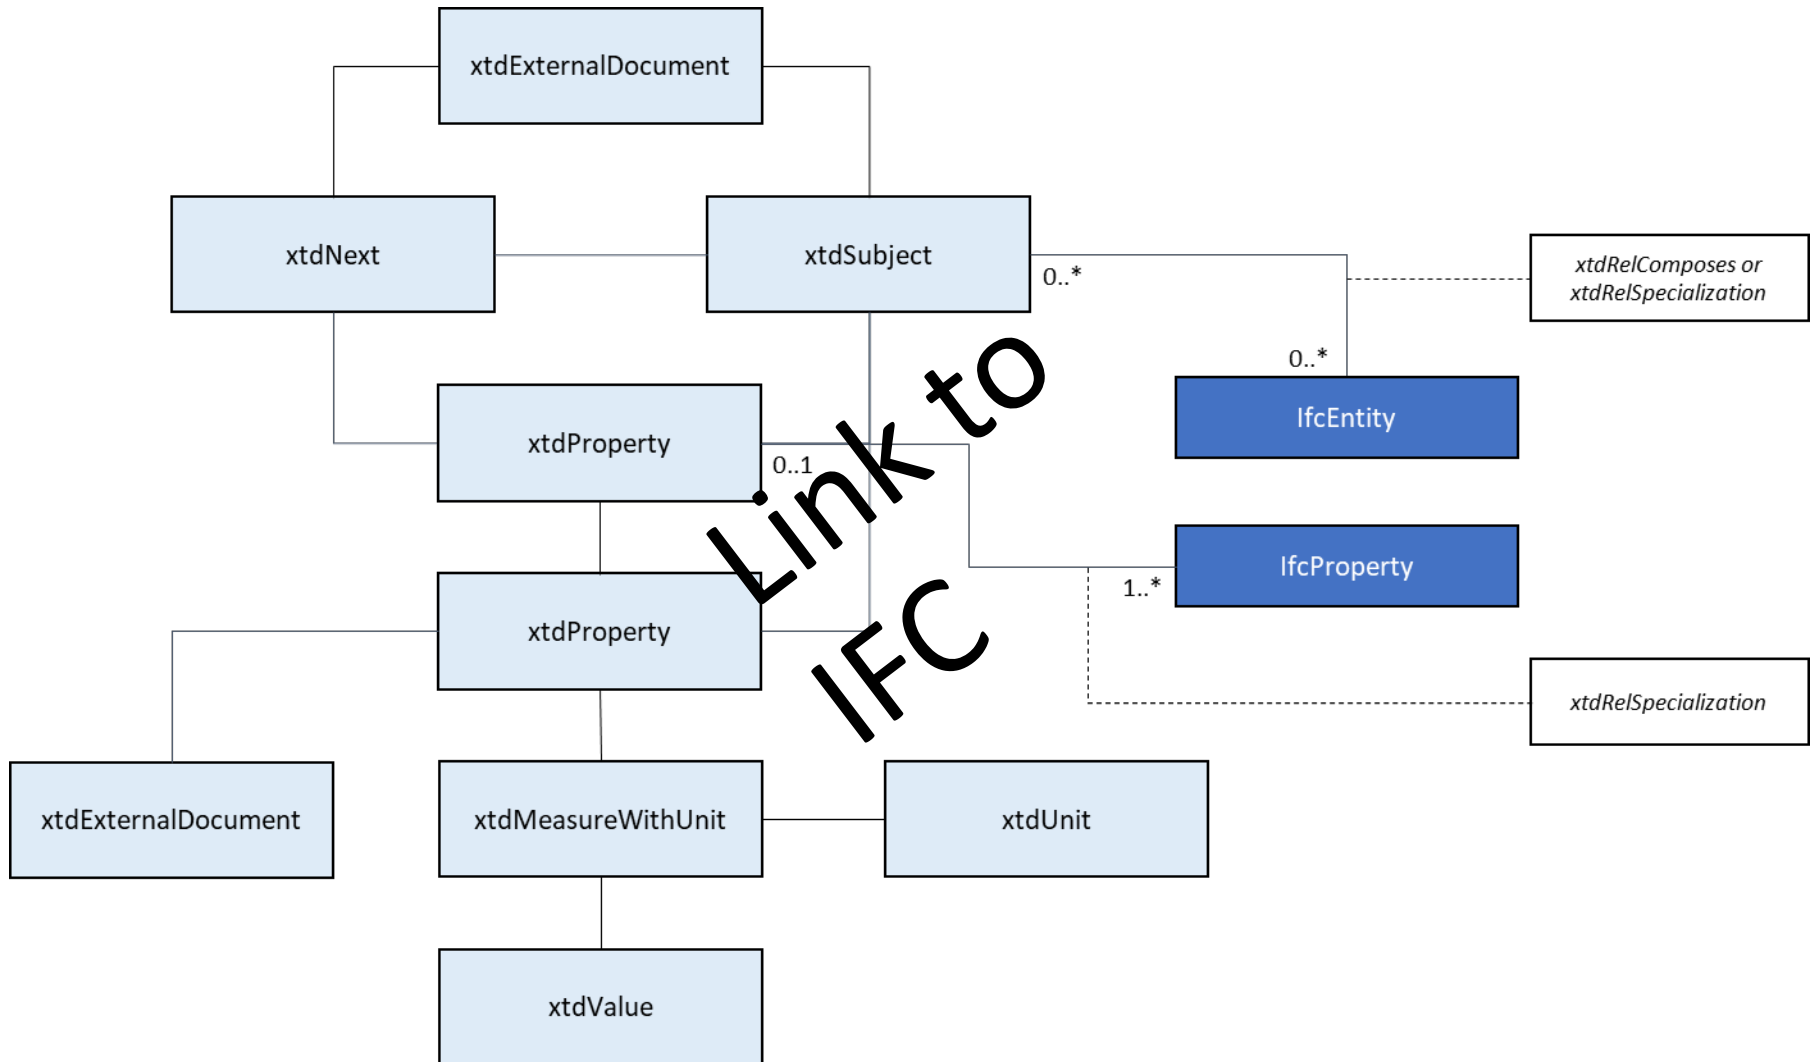 xtdExternalDocument
xtdNext
xtdSubject
0..*
xtdRelComposes or
xtdRelSpecialization
0..*
IfcEntity
xtdProperty
0..1
Link to
IFC
IfcProperty
1..*
xtdProperty
xtdRelSpecialization
xtdExternalDocument
xtdMeasureWithUnit
xtdUnit
xtdValue